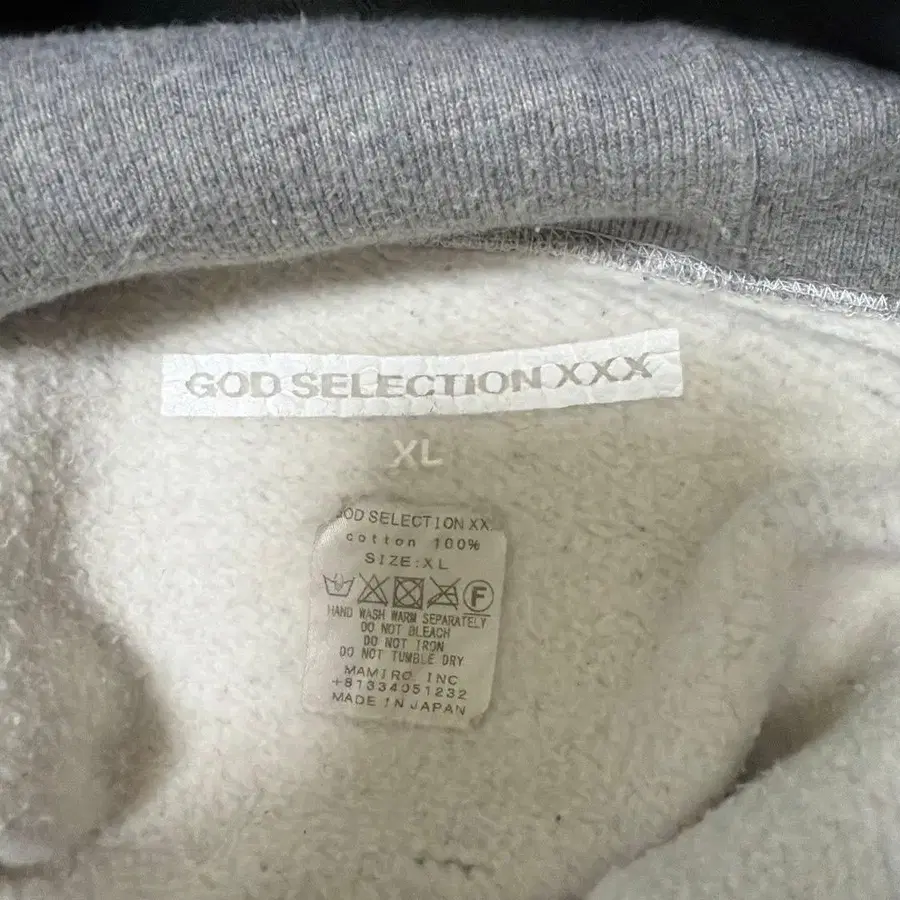 GOD SELECTION XXX
XL
OD SELECTION XX
cotton 100%
SIZE:XL
F
HAND WASH WARM SEPARATELY
DO NOT BLEACH
DO NOT IRON
DO NOT TUMBLE DRY
MAMIRO. INC
+81334051232
MADE IN JAPAN